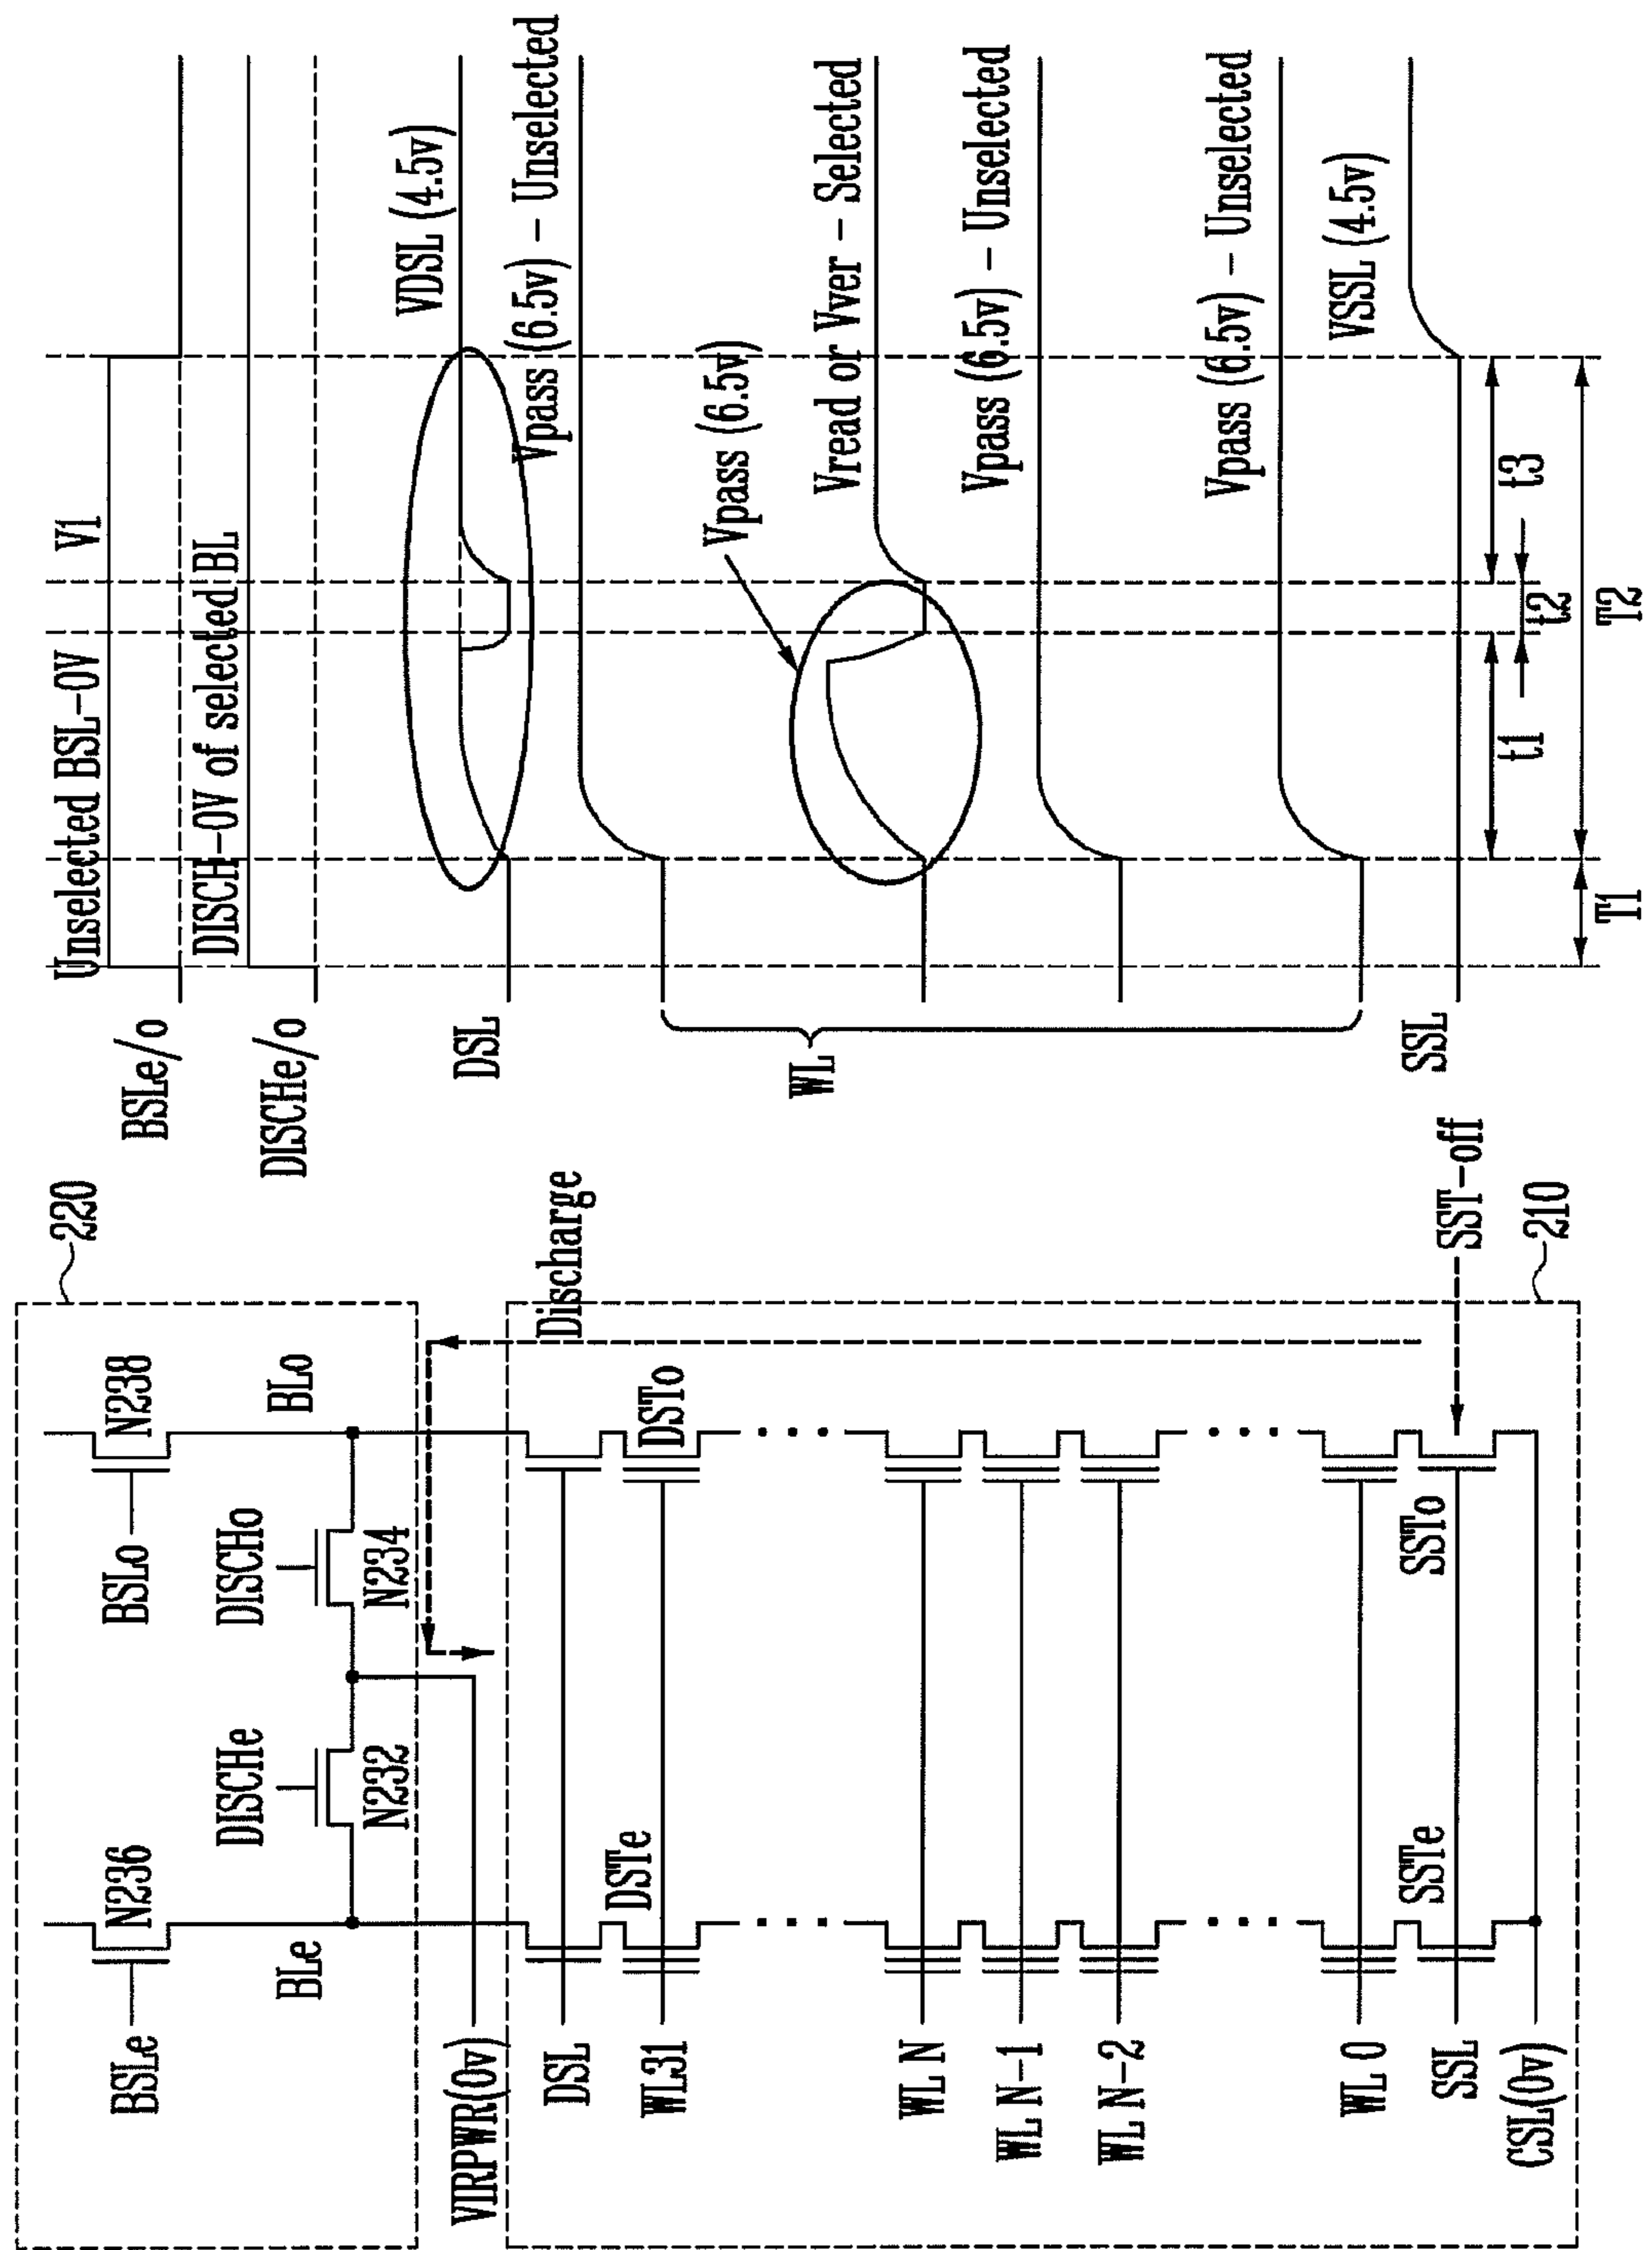 220
BSLe
N236
BSLo
N238
DISCHe
DISCHo
BLe
BLo
N232
N234
VIRPWR(0v)
Discharge
DSL
DSTe
DSTo
WL31
WL N
WL N-1
WL N-2
WL 0
SSTe
SSTo
SSL
SST-off
CSL(0v)
210
BSLe/o
Unselected BSL-0V
V1
DISCHe/o
DISCH-0V of selected BL
DSL
VDSL (4.5v)
Vpass (6.5v) - Unselected
WL
Vpass (6.5v)
Vread or Vver - Selected
Vpass (6.5v) - Unselected
Vpass (6.5v) - Unselected
SSL
VSSL (4.5v)
t1
t2
t3
T1
T2